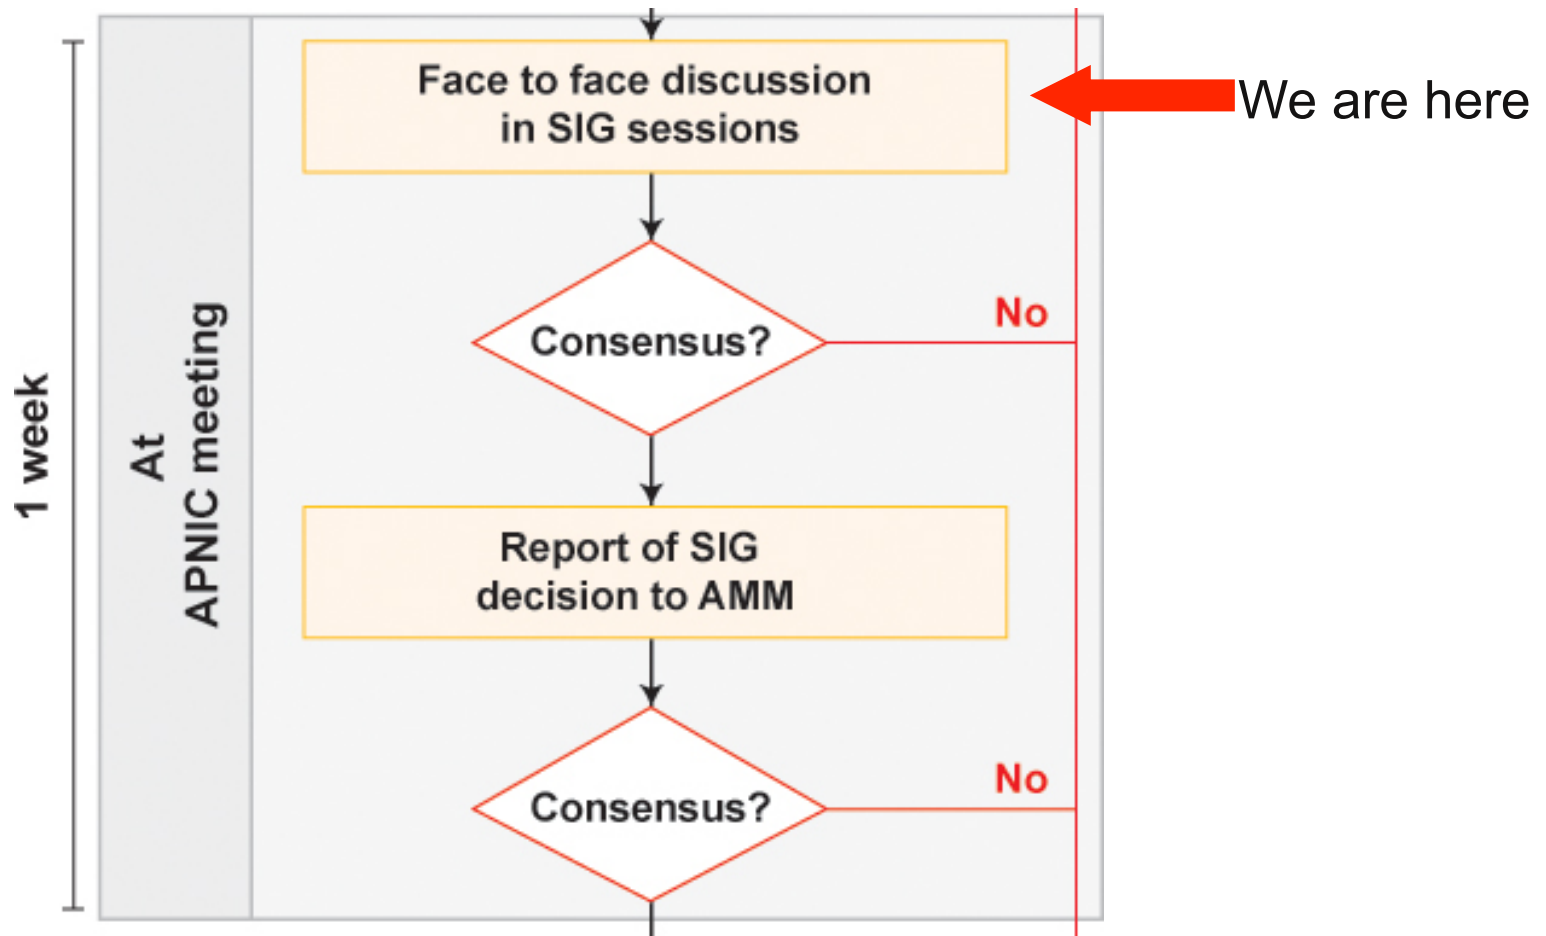 Face to face discussion
in SIG sessions
We are here
Consensus?
No
Report of SIG
decision to AMM
Consensus?
No
At
APNIC meeting
1 week